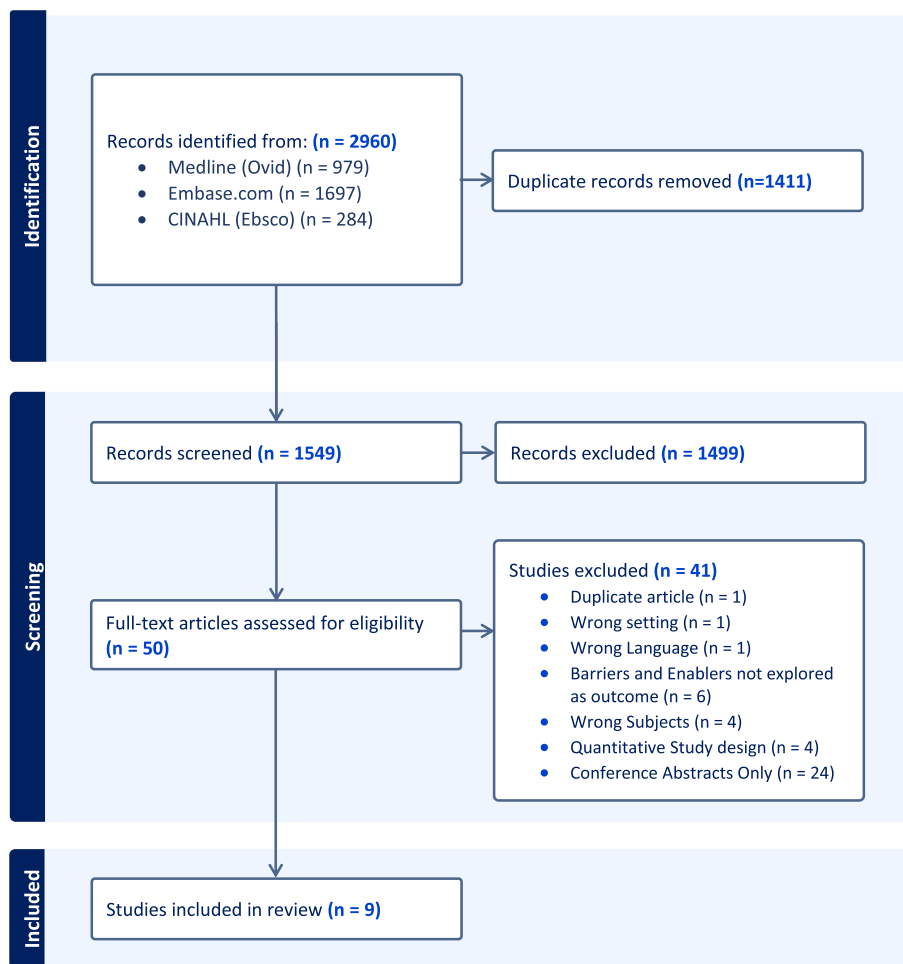 Identification
Records identified from: (n = 2960)
● Medline (Ovid) (n = 979)
● Embase.com (n = 1697)
● CINAHL (Ebsco) (n = 284)
Duplicate records removed (n=1411)
Screening
Records screened (n = 1549)
Records excluded (n = 1499)
Full-text articles assessed for eligibility
(n = 50)
Studies excluded (n = 41)
● Duplicate article (n = 1)
● Wrong setting (n = 1)
● Wrong Language (n = 1)
● Barriers and Enablers not explored
as outcome (n = 6)
● Wrong Subjects (n = 4)
● Quantitative Study design (n = 4)
● Conference Abstracts Only (n = 24)
Included
Studies included in review (n = 9)